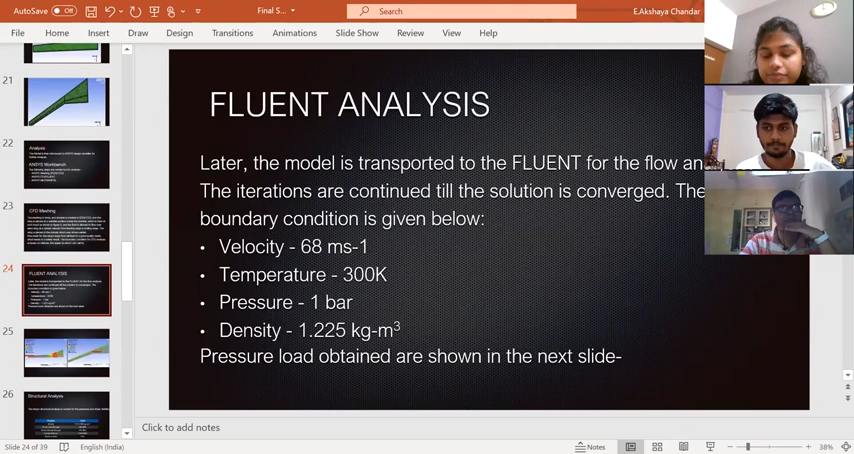 AutoSave Off Final S... Search E.Akshaya Chandar
File Home Insert Draw Design Transitions Animations Slide Show Review View Help
21
22
Analysis
ANSYS Workbench
23
CFD Meshing
24
FLUENT ANALYSIS
25
26
Structural Analysis
FLUENT ANALYSIS
Later, the model is transported to the FLUENT for the flow an
The iterations are continued till the solution is converged. The
boundary condition is given below:
• Velocity - 68 ms-1
• Temperature - 300K
• Pressure - 1 bar
• Density - 1.225 kg-m³
Pressure load obtained are shown in the next slide-
Click to add notes
Slide 24 of 39 English (India) Notes 38%